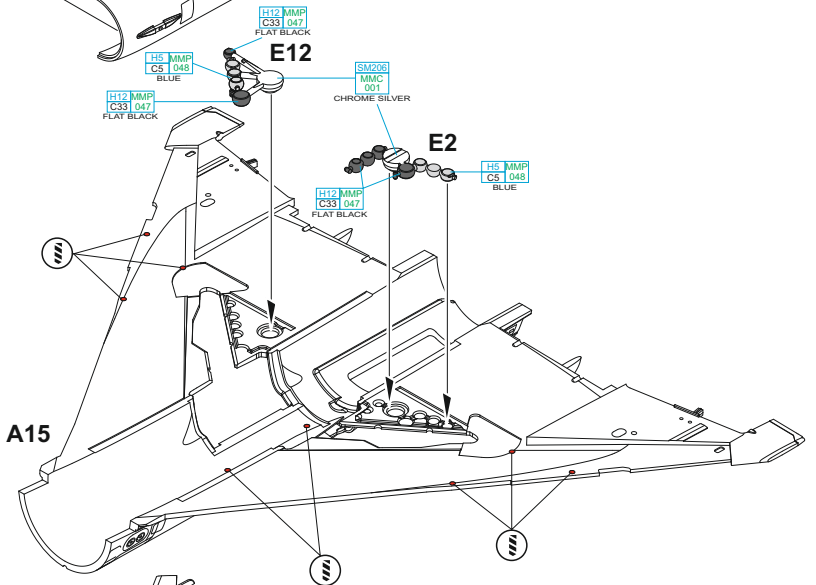 H12 MMP
C33 047
FLAT BLACK
E12
H5 MMP
C5 048
BLUE
SM206
MMC
001
CHROME SILVER
H12 MMP
C33 047
FLAT BLACK
E2
H5 MMP
C5 048
BLUE
H12 MMP
C33 047
FLAT BLACK
A15